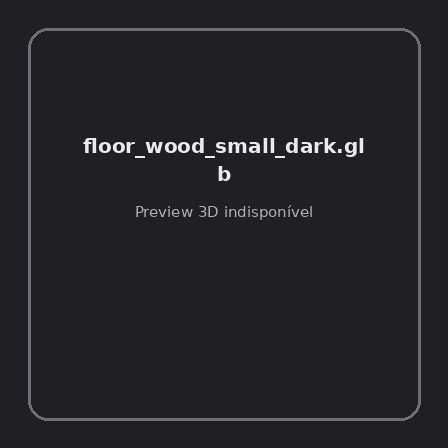 floor_wood_small_dark.gl
b
Preview 3D indisponível